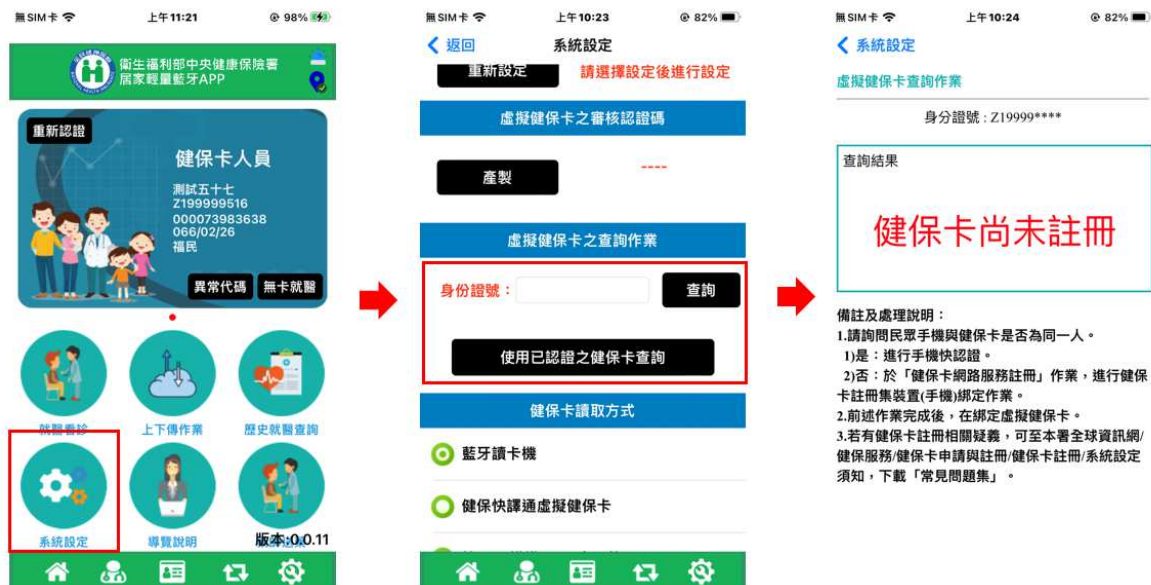 無SIM卡 上午11:21 98%
衛生福利部中央健康保險署
居家輕量藍牙APP
重新認證
健保卡人員
測試五十七
Z199999516
000073983638
066/02/26
福民
異常代碼 無卡就醫
就醫看診 上下傳作業 歷史就醫查詢
系統設定 導覽說明
版本:0.0.11
無SIM卡 上午10:23 82%
返回 系統設定
重新設定 請選擇設定後進行設定
虛擬健保卡之審核認證碼
產製 ----
虛擬健保卡之查詢作業
身份證號： 查詢
使用已認證之健保卡查詢
健保卡讀取方式
藍牙讀卡機
健保快譯通虛擬健保卡
無SIM卡 上午10:24 82%
系統設定
虛擬健保卡查詢作業
身分證號 : Z19999****
查詢結果
健保卡尚未註冊
備註及處理說明：
1.請詢問民眾手機與健保卡是否為同一人。
1)是：進行手機快認證。
2)否：於「健保卡網路服務註冊」作業，進行健保
卡註冊集裝置(手機)綁定作業。
2.前述作業完成後，在綁定虛擬健保卡。
3.若有健保卡註冊相關疑義，可至本署全球資訊網/
健保服務/健保卡申請與註冊/健保卡註冊/系統設定
須知，下載「常見問題集」。